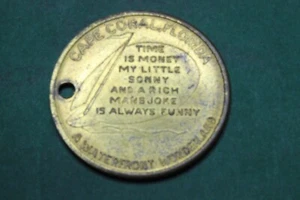 CAPE CORAL, FLORIDA
TIME
IS MONEY
MY LITTLE
SONNY
AND A RICH
MANS JOKE
IS ALWAYS FUNNY
A WATERFRONT WONDERLAND